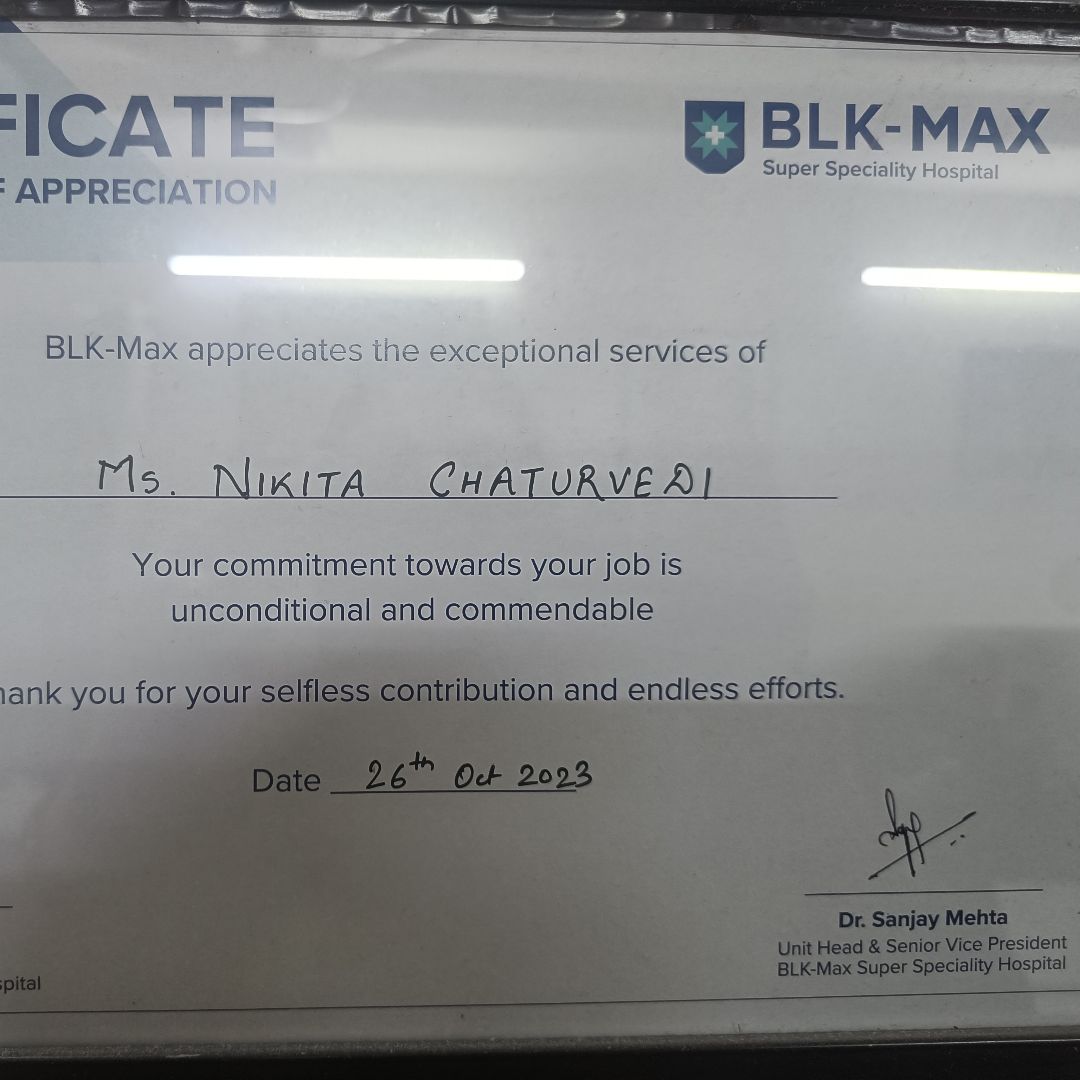 FICATE
F APPRECIATION
BLK-MAX
Super Speciality Hospital
BLK-Max appreciates the exceptional services of
Ms. NIKITA CHATURVEDI
Your commitment towards your job is
unconditional and commendable
hank you for your selfless contribution and endless efforts.
Date 26th Oct 2023
Dr. Sanjay Mehta
Unit Head & Senior Vice President
BLK-Max Super Speciality Hospital
spital